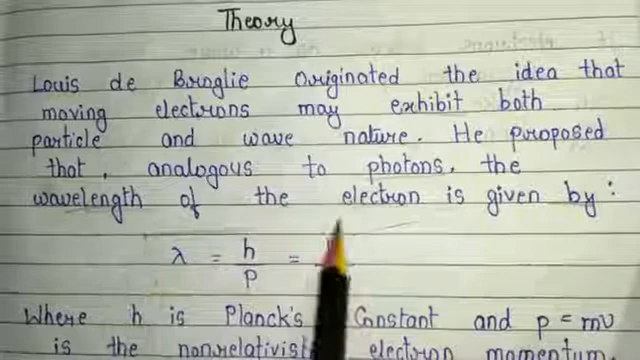 Theory
Louis de Broglie originated the idea that
moving electrons may exhibit both
particle and wave nature. He proposed
that, analogous to photons, the
wavelength of the electron is given by:
λ = h/p =
Where h is Planck's Constant and p = mv
is the electron momentum.